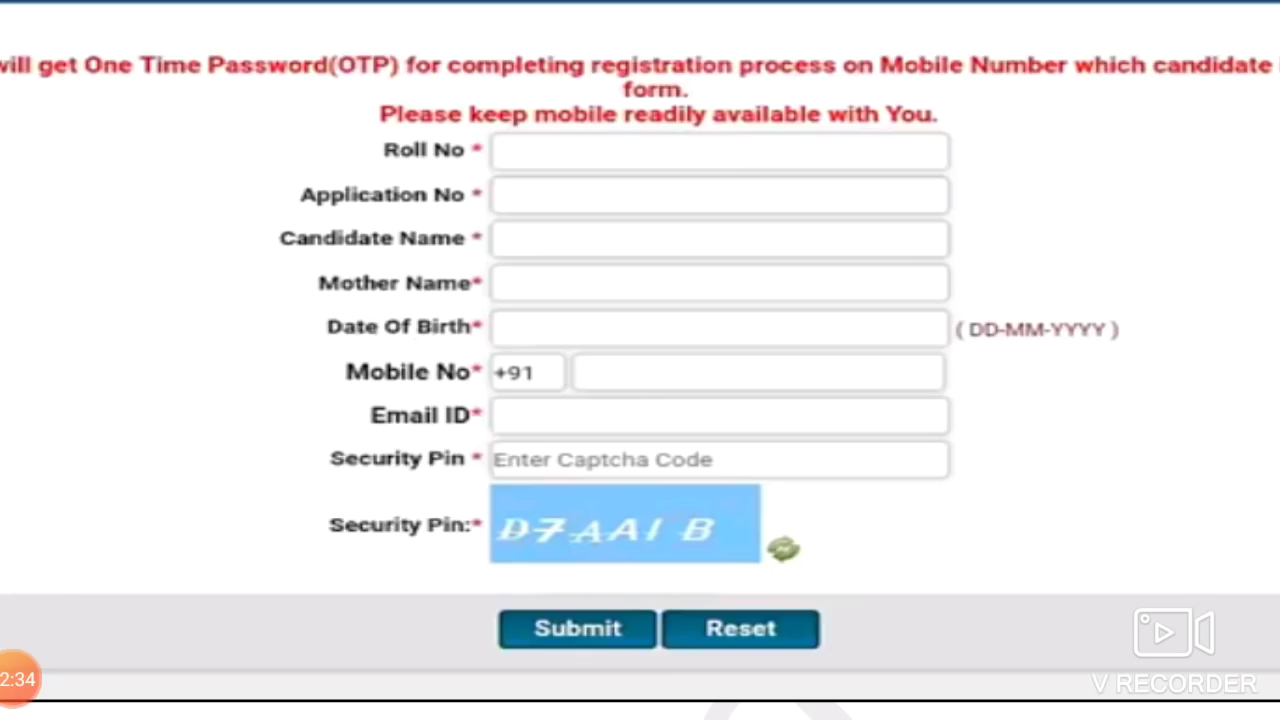 will get One Time Password(OTP) for completing registration process on Mobile Number which candidate
form.
Please keep mobile readily available with You.
Roll No *
Application No *
Candidate Name *
Mother Name*
Date Of Birth* ( DD-MM-YYYY )
Mobile No* +91
Email ID*
Security Pin * Enter Captcha Code
Security Pin:* D7AA1B
Submit Reset
2:34
V RECORDER